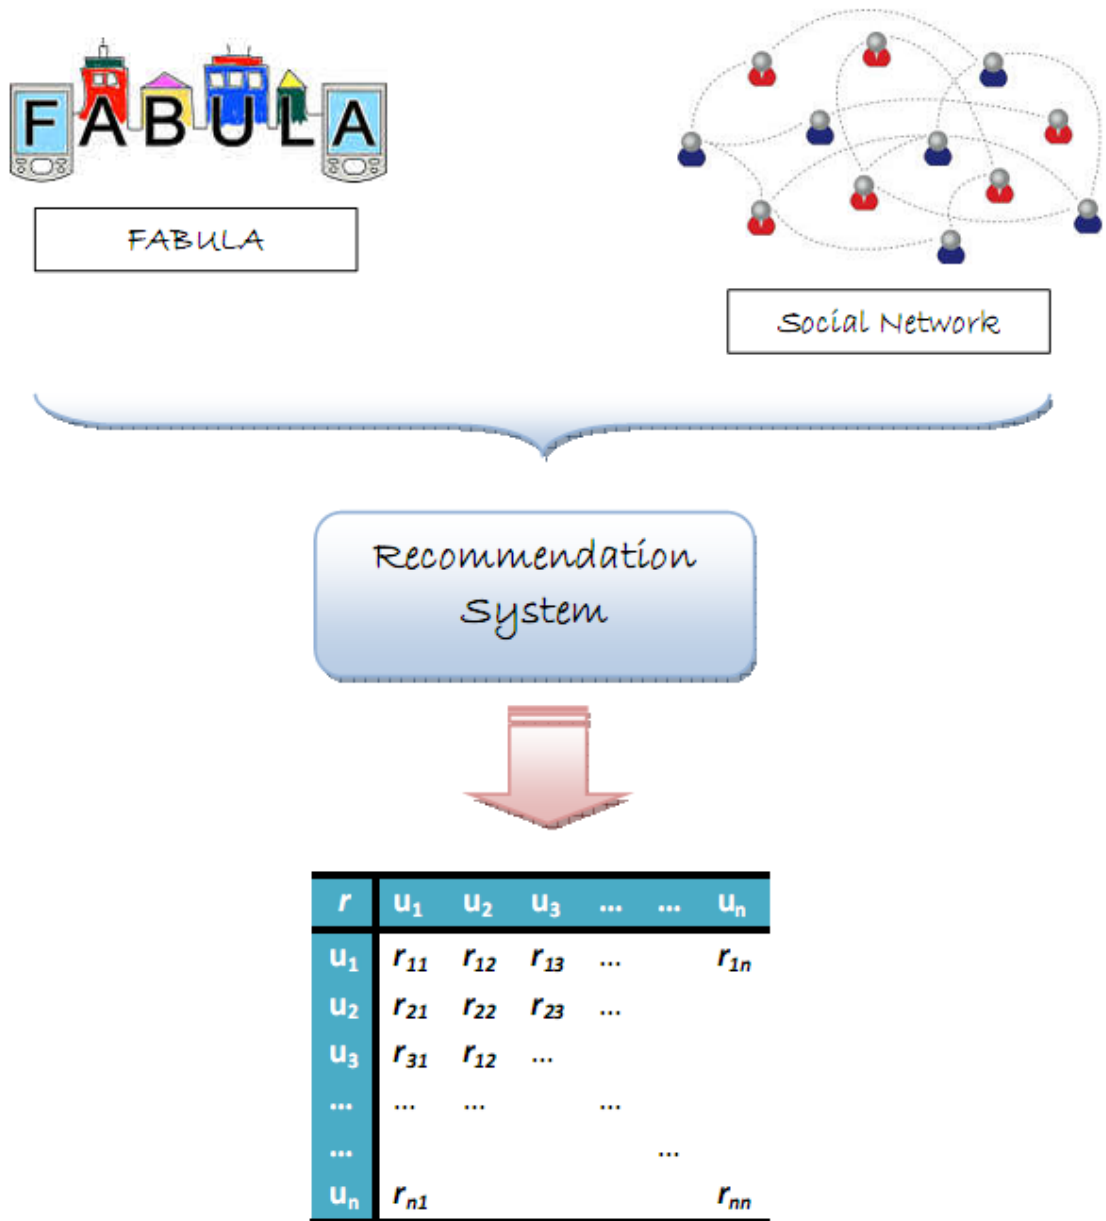 FABULA
FABULA
Social Network
Recommendation
System
r u₁ u₂ u₃ ... ... uₙ
u₁ r₁₁ r₁₂ r₁₃ ... r₁ₙ
u₂ r₂₁ r₂₂ r₂₃ ...
u₃ r₃₁ r₁₂ ...
... ... ... ...
... ...
uₙ rₙ₁ rₙₙ